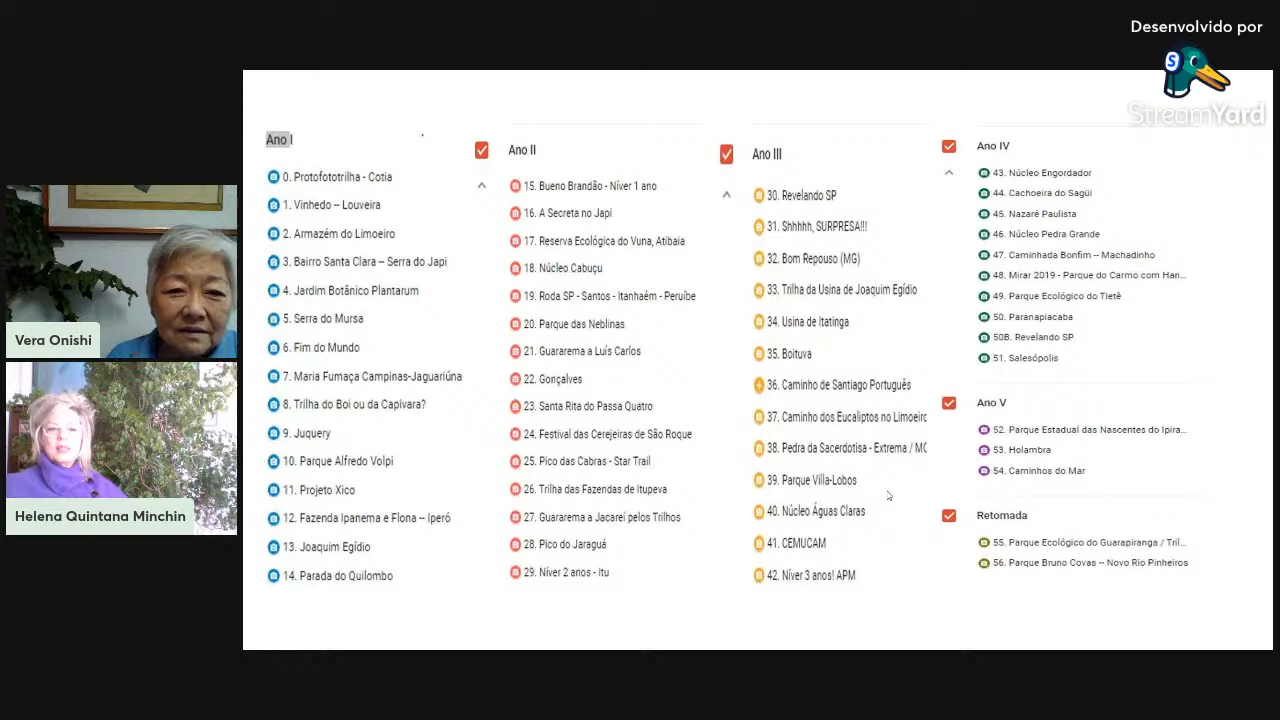 Desenvolvido por
StreamYard
Vera Onishi
Helena Quintana Minchin
Ano I
0. Protofototrilha - Cotia
1. Vinhedo – Louveira
2. Armazém do Limoeiro
3. Bairro Santa Clara – Serra do Japi
4. Jardim Botânico Plantarum
5. Serra do Mursa
6. Fim do Mundo
7. Maria Fumaça Campinas-Jaguariúna
8. Trilha do Boi ou da Capivara?
9. Juquery
10. Parque Alfredo Volpi
11. Projeto Xico
12. Fazenda Ipanema e Flona – Iperó
13. Joaquim Egídio
14. Parada do Quilombo
Ano II
15. Bueno Brandão - Níver 1 ano
16. A Secreta no Japí
17. Reserva Ecológica do Vuna, Atibaia
18. Núcleo Cabuçu
19. Roda SP - Santos - Itanhaém - Peruíbe
20. Parque das Neblinas
21. Guararema a Luís Carlos
22. Gonçalves
23. Santa Rita do Passa Quatro
24. Festival das Cerejeiras de São Roque
25. Pico das Cabras - Star Trail
26. Trilha das Fazendas de Itupeva
27. Guararema a Jacareí pelos Trilhos
28. Pico do Jaraguá
29. Níver 2 anos - Itu
Ano III
30. Revelando SP
31. Shhhhh, SURPRESA!!!
32. Bom Repouso (MG)
33. Trilha da Usina de Joaquim Egídio
34. Usina de Itatinga
35. Boituva
36. Caminho de Santiago Português
37. Caminho dos Eucaliptos no Limoeiro
38. Pedra da Sacerdotisa - Extrema / MG
39. Parque Villa-Lobos
40. Núcleo Águas Claras
41. CEMUCAM
42. Níver 3 anos! APM
Ano IV
43. Núcleo Engordador
44. Cachoeira do Sagüi
45. Nazaré Paulista
46. Núcleo Pedra Grande
47. Caminhada Bonfim – Machadinho
48. Mirar 2019 - Parque do Carmo com Han...
49. Parque Ecológico do Tietê
50. Paranapiacaba
50B. Revelando SP
51. Salesópolis
Ano V
52. Parque Estadual das Nascentes do Ipira...
53. Holambra
54. Caminhos do Mar
Retomada
55. Parque Ecológico do Guarapiranga / Tril...
56. Parque Bruno Covas – Novo Rio Pinheiros